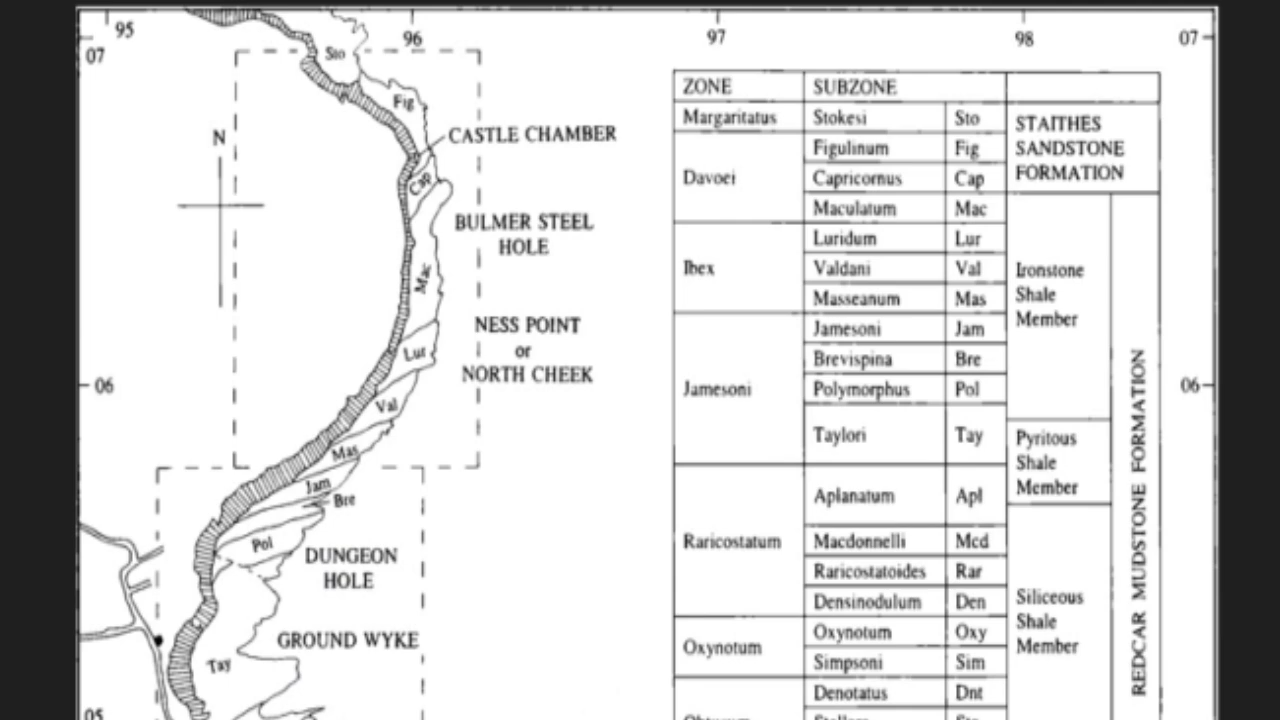 95
96
97
98
07
07
Sto
Fig
N
CASTLE CHAMBER
Cap
BULMER STEEL
HOLE
Mac
NESS POINT
or
NORTH CHEEK
Lur
06
06
Val
Mas
Jam
Bre
Pol
DUNGEON
HOLE
GROUND WYKE
Tay
05
ZONE SUBZONE
Margaritatus Stokesi Sto
Davoei Figulinum Fig
Capricornus Cap
Maculatum Mac
Ibex Luridum Lur
Valdani Val
Masseanum Mas
Jamesoni Jamesoni Jam
Brevispina Bre
Polymorphus Pol
Taylori Tay
Raricostatum Aplanatum Apl
Macdonnelli Mcd
Raricostatoides Rar
Densinodulum Den
Oxynotum Oxynotum Oxy
Simpsoni Sim
Denotatus Dnt
STAITHES
SANDSTONE
FORMATION
Ironstone
Shale
Member
Pyritous
Shale
Member
Siliceous
Shale
Member
REDCAR MUDSTONE FORMATION